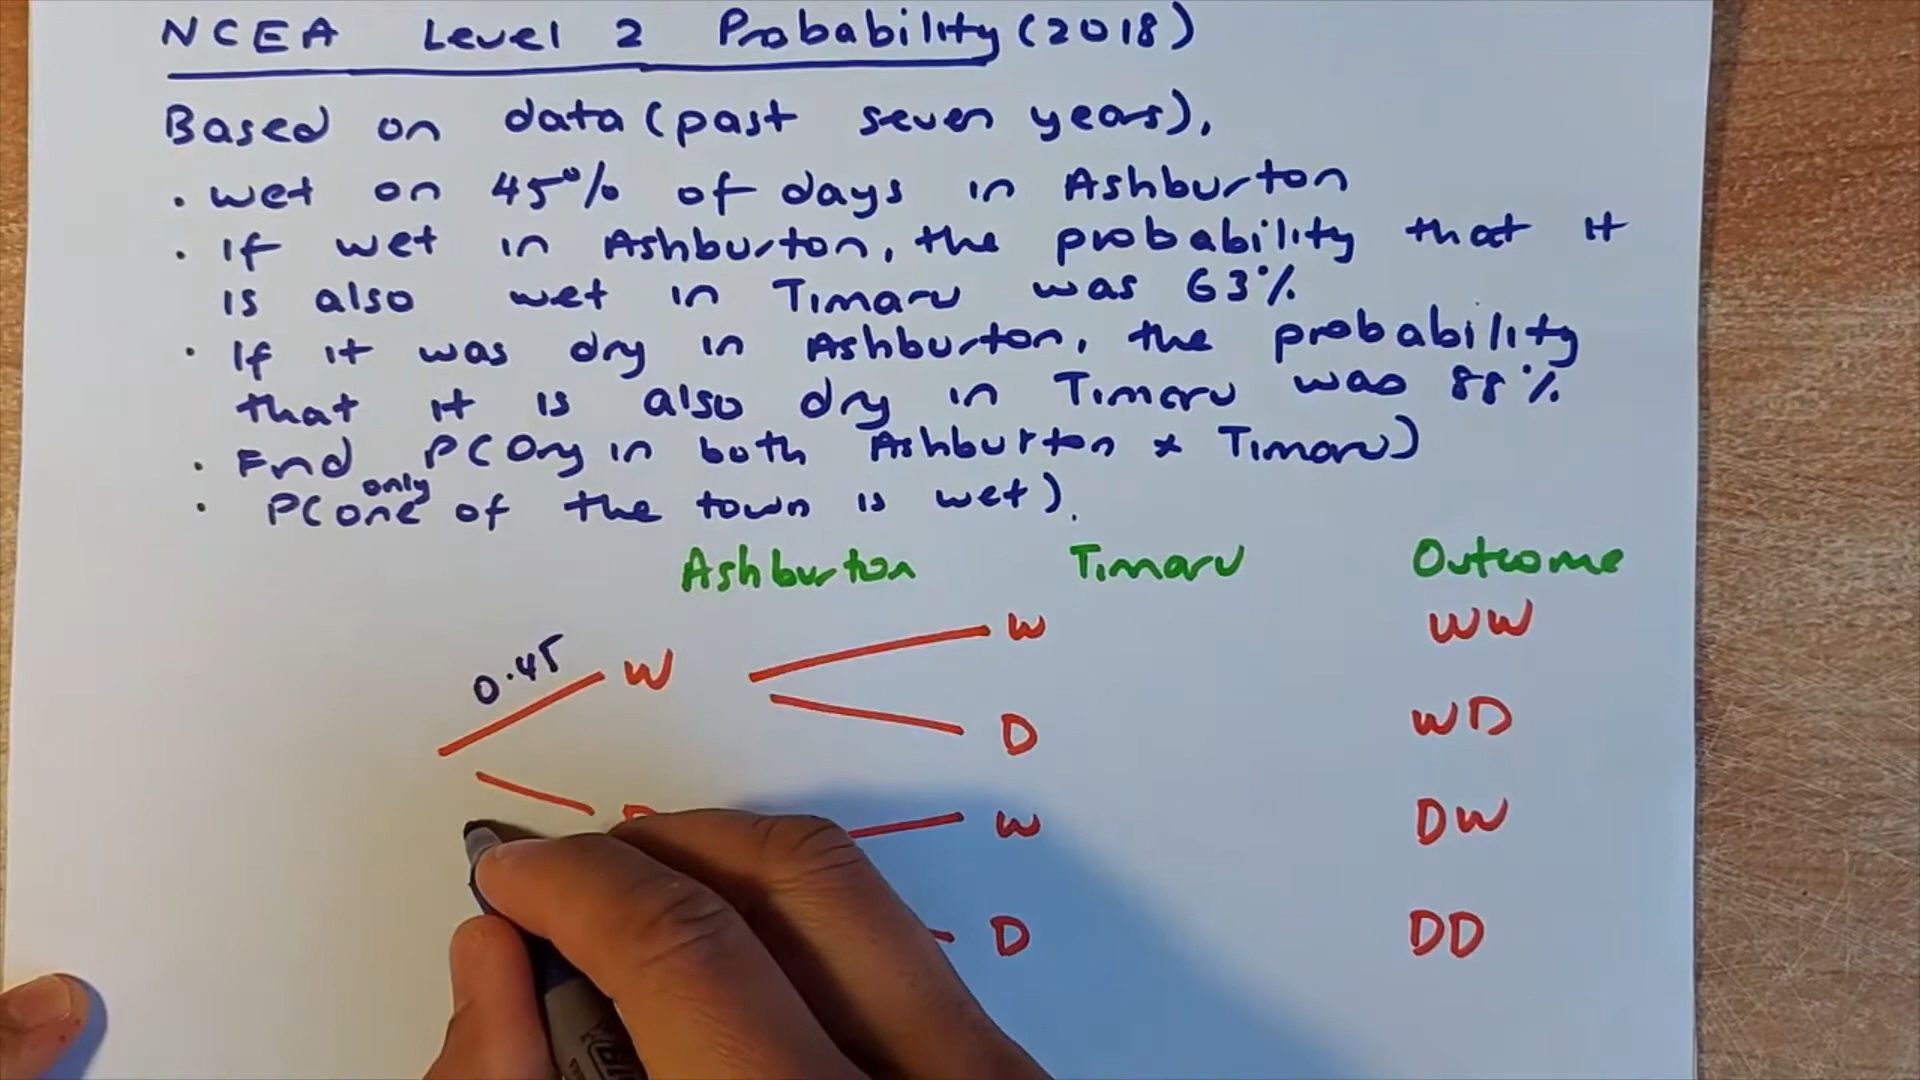 NCEA Level 2 Probability (2018)
Based on data (past seven years),
• wet on 45% of days in Ashburton
• If wet in Ashburton, the probability that it
is also wet in Timaru was 63%
• If it was dry in Ashburton, the probability
that it is also dry in Timaru was 88%
• Find P(Dry in both Ashburton & Timaru)
only
• P(one of the town is wet).
Ashburton Timaru Outcome
W WW
0.45 W
D WD
W DW
D DD